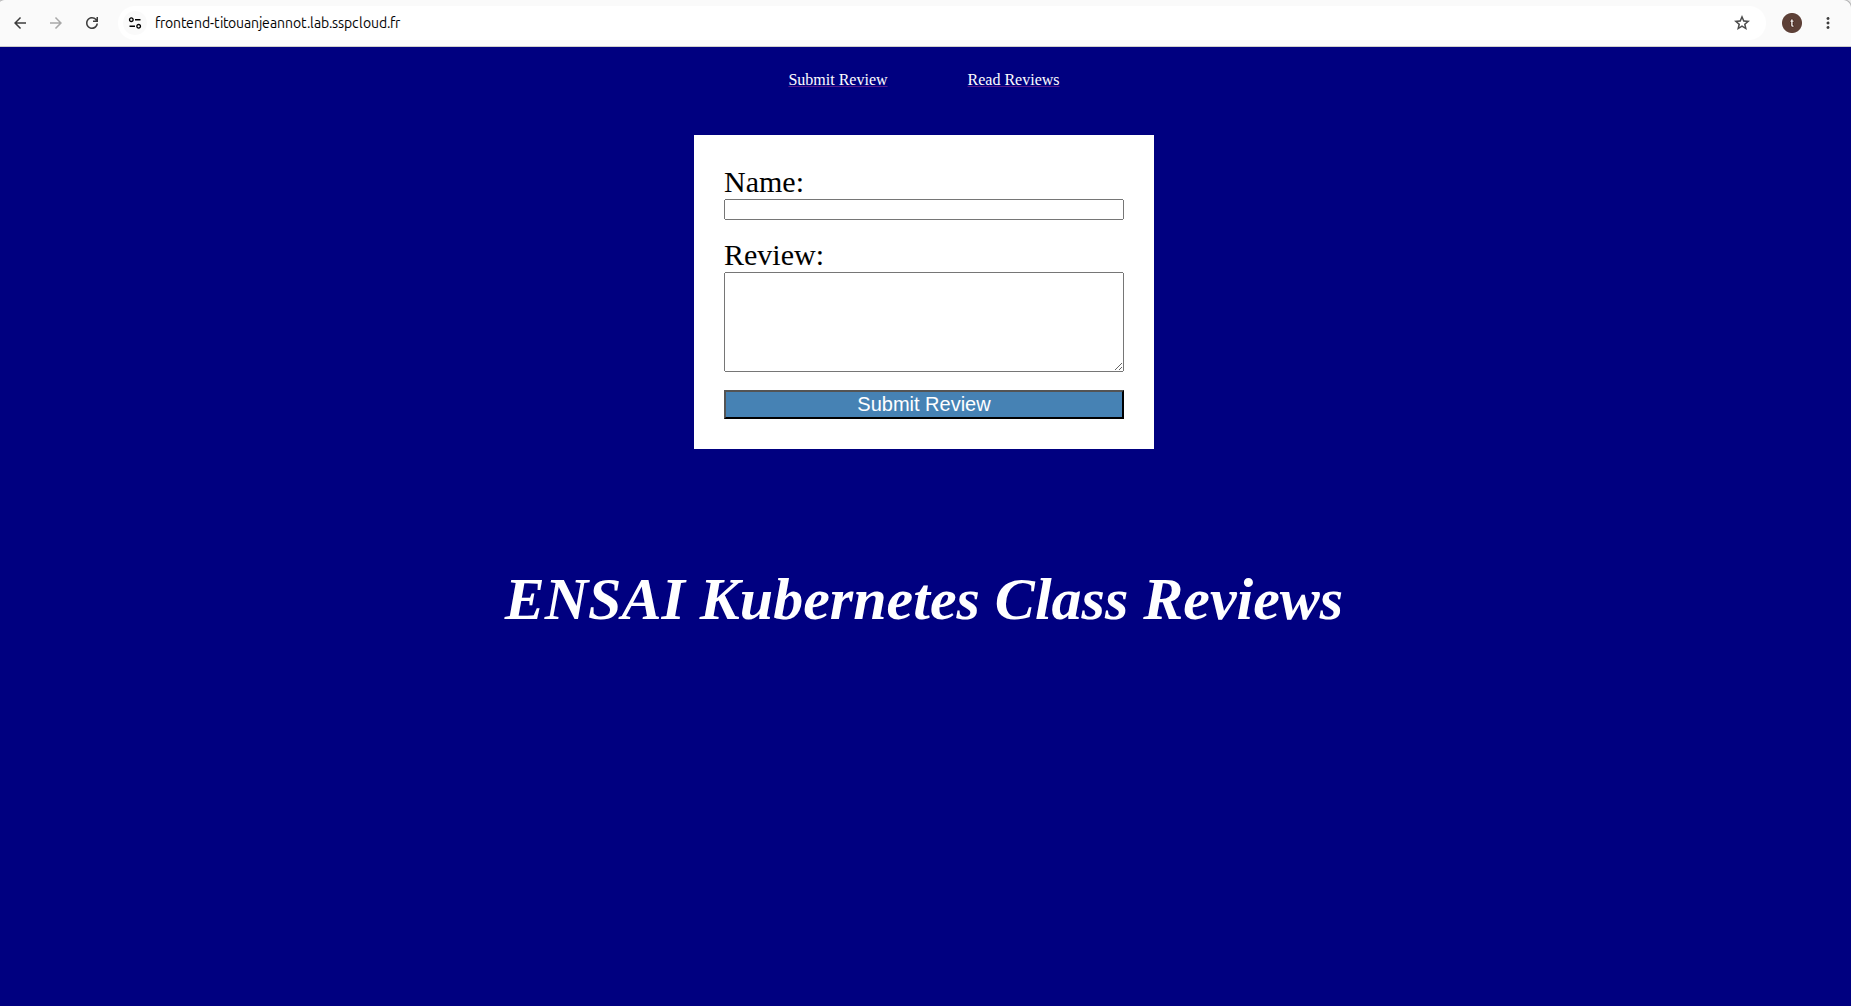 frontend-titouanjeannot.lab.sspcloud.fr
t
Submit Review Read Reviews
Name:
Review:
Submit Review
ENSAI Kubernetes Class Reviews